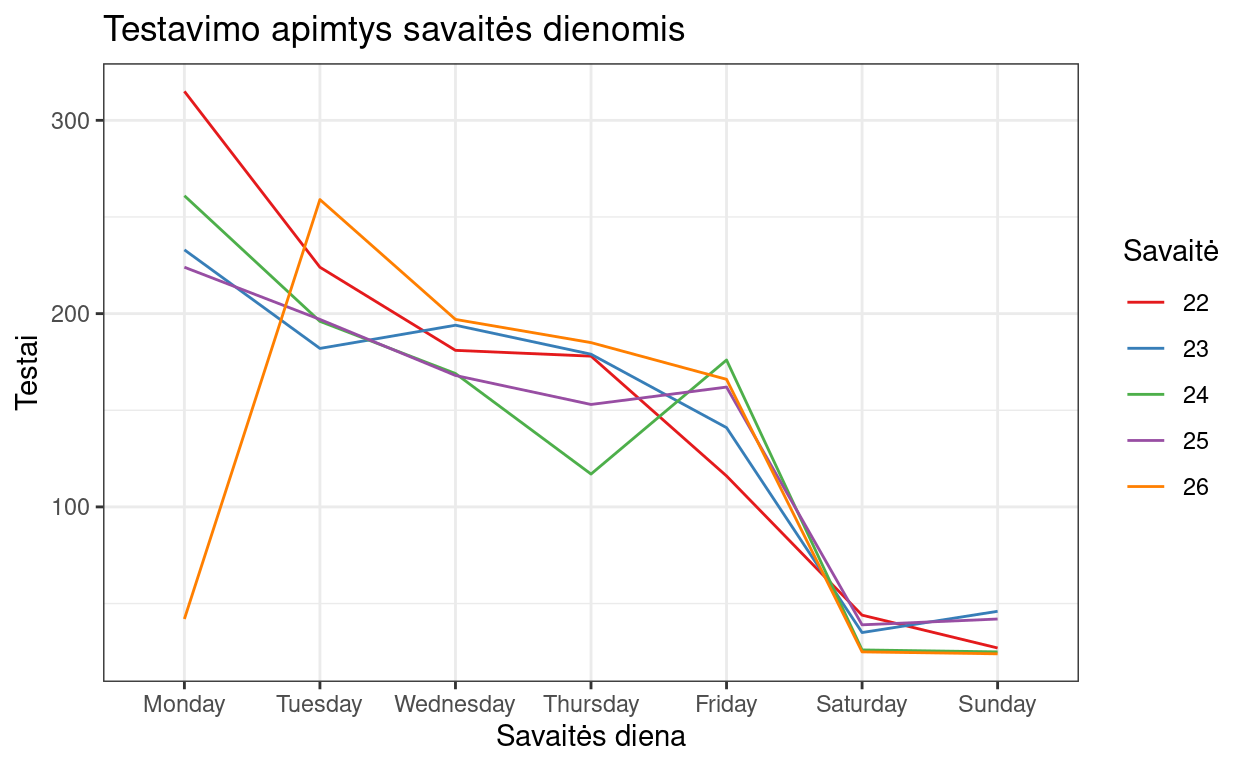 Testavimo apimtys savaitės dienomis
Testai
300
200
100
Monday Tuesday Wednesday Thursday Friday Saturday Sunday
Savaitės diena
Savaitė
22
23
24
25
26